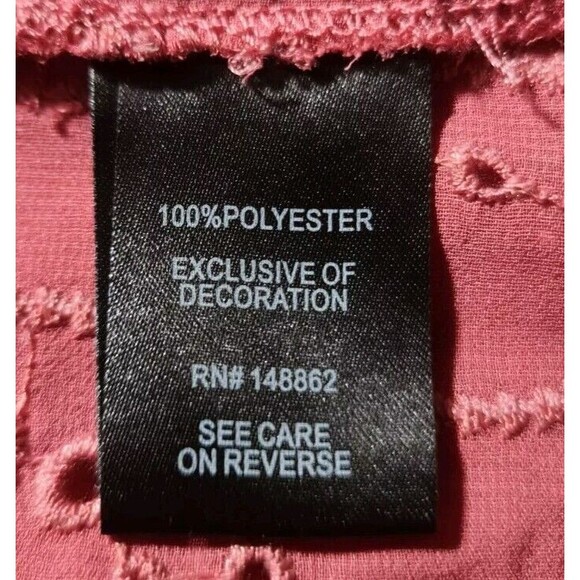 100%POLYESTER
EXCLUSIVE OF
DECORATION
RN# 148862
SEE CARE
ON REVERSE